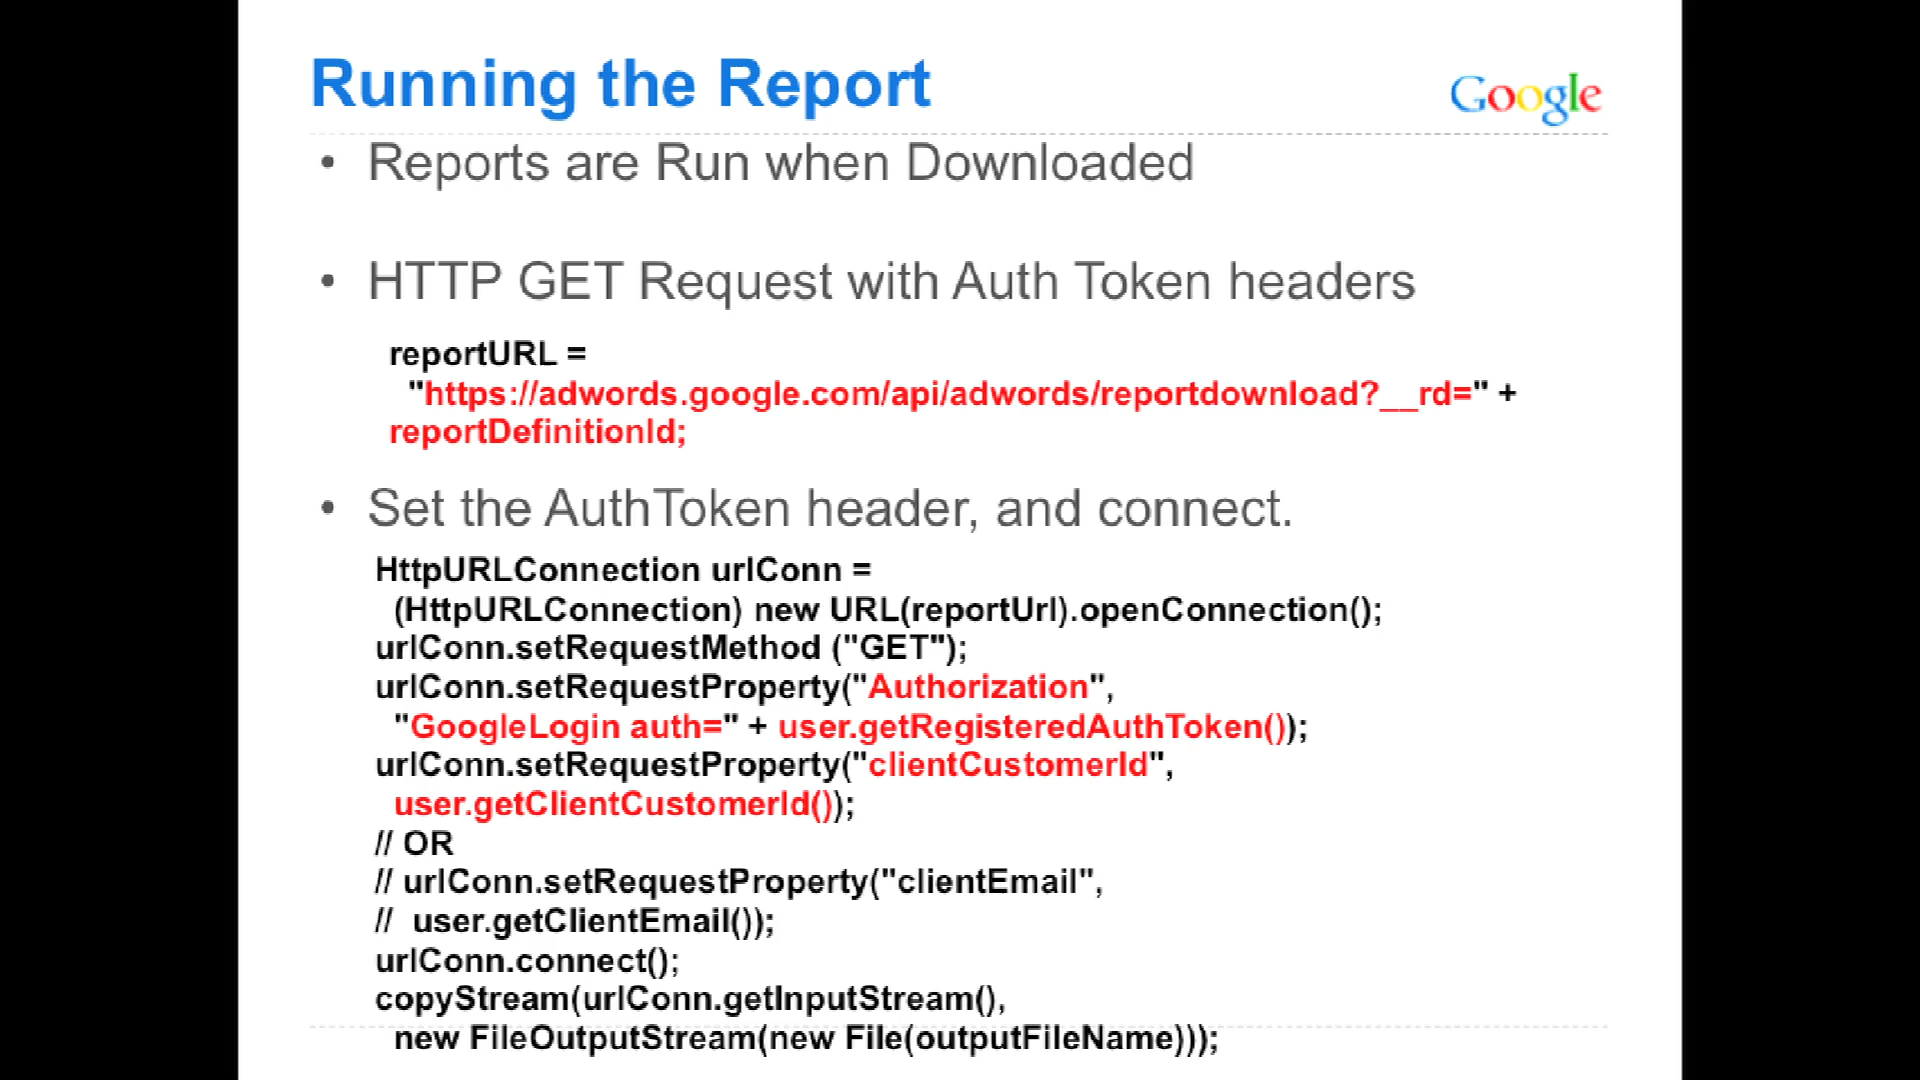 Running the Report
Google
• Reports are Run when Downloaded
• HTTP GET Request with Auth Token headers
reportURL =
"https://adwords.google.com/api/adwords/reportdownload?__rd=" +
reportDefinitionId;
• Set the AuthToken header, and connect.
HttpURLConnection urlConn =
(HttpURLConnection) new URL(reportUrl).openConnection();
urlConn.setRequestMethod ("GET");
urlConn.setRequestProperty("Authorization",
"GoogleLogin auth=" + user.getRegisteredAuthToken());
urlConn.setRequestProperty("clientCustomerId",
user.getClientCustomerId());
// OR
// urlConn.setRequestProperty("clientEmail",
// user.getClientEmail());
urlConn.connect();
copyStream(urlConn.getInputStream(),
new FileOutputStream(new File(outputFileName)));